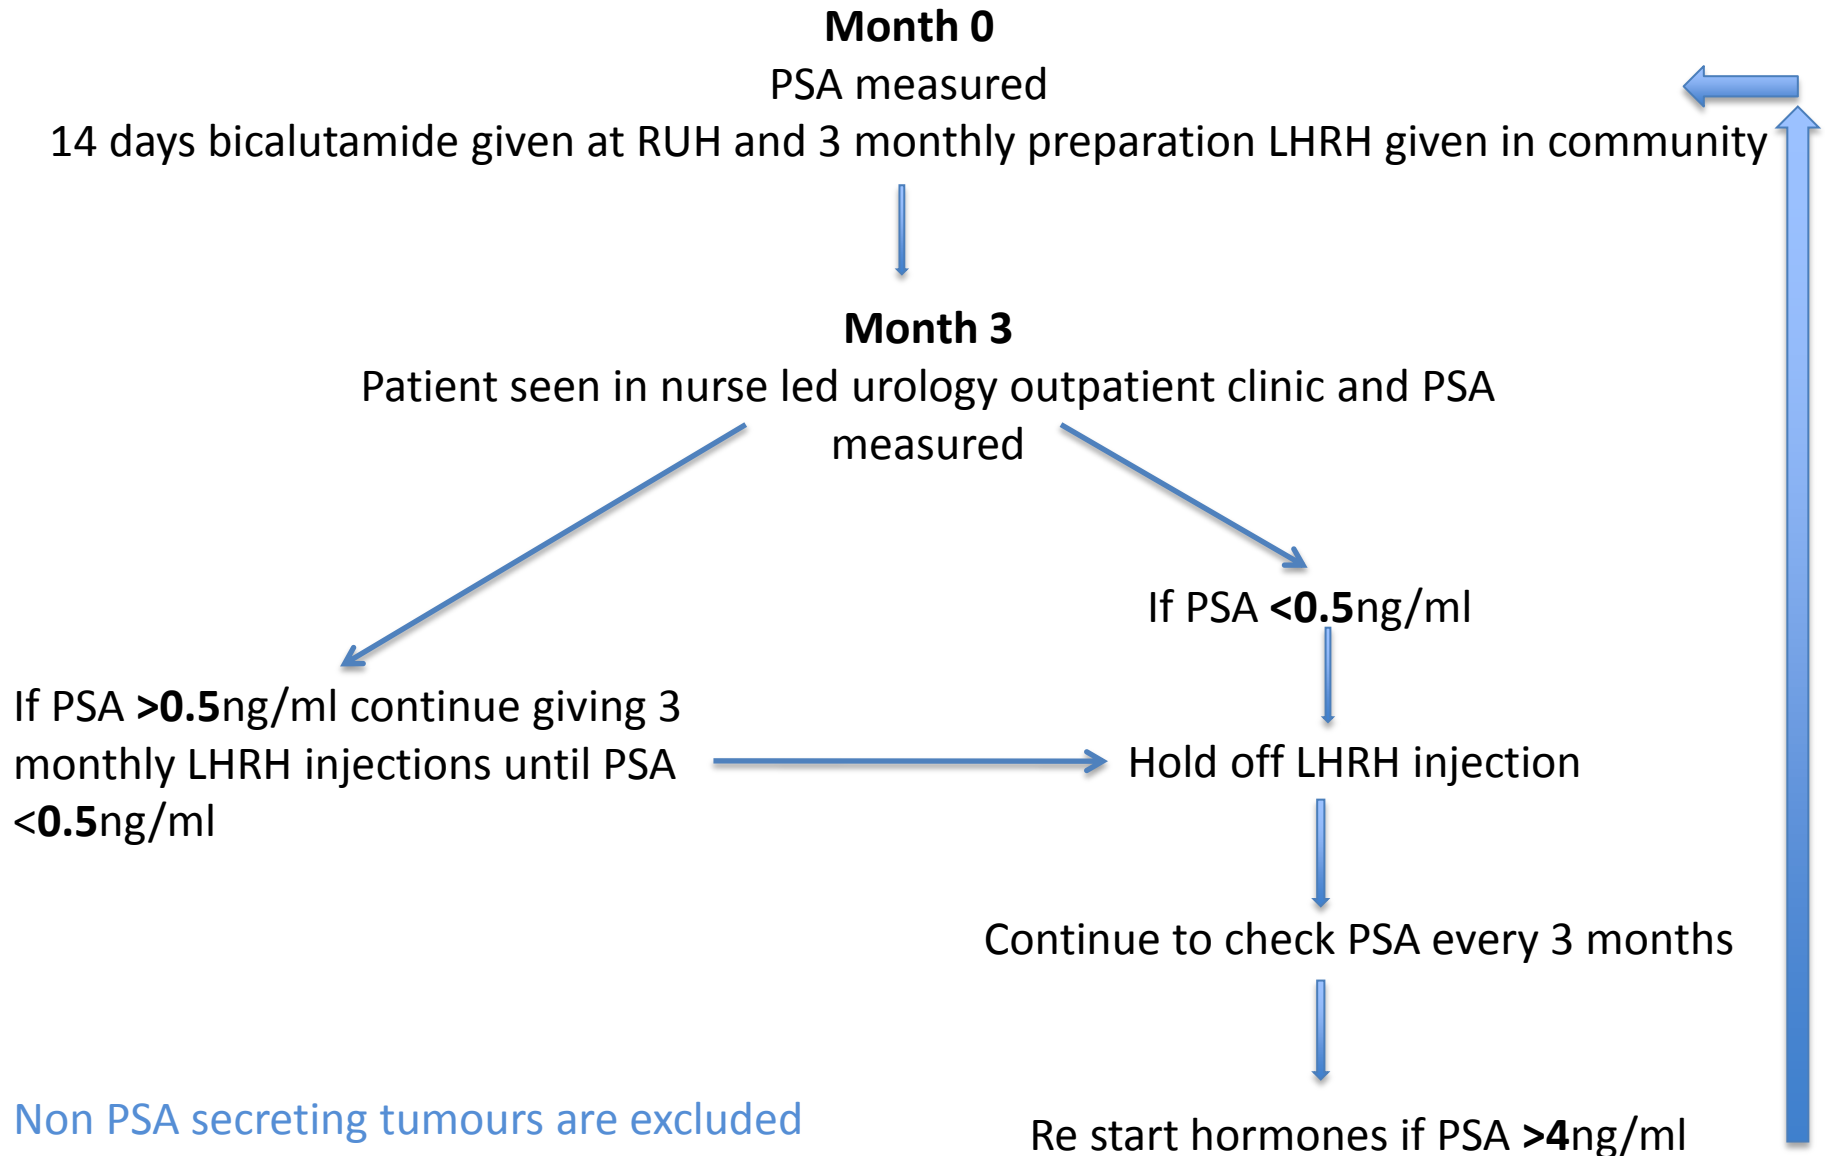 Month 0
PSA measured
14 days bicalutamide given at RUH and 3 monthly preparation LHRH given in community
Month 3
Patient seen in nurse led urology outpatient clinic and PSA
measured
If PSA <0.5ng/ml
If PSA >0.5ng/ml continue giving 3
monthly LHRH injections until PSA
<0.5ng/ml
Hold off LHRH injection
Continue to check PSA every 3 months
Re start hormones if PSA >4ng/ml
Non PSA secreting tumours are excluded